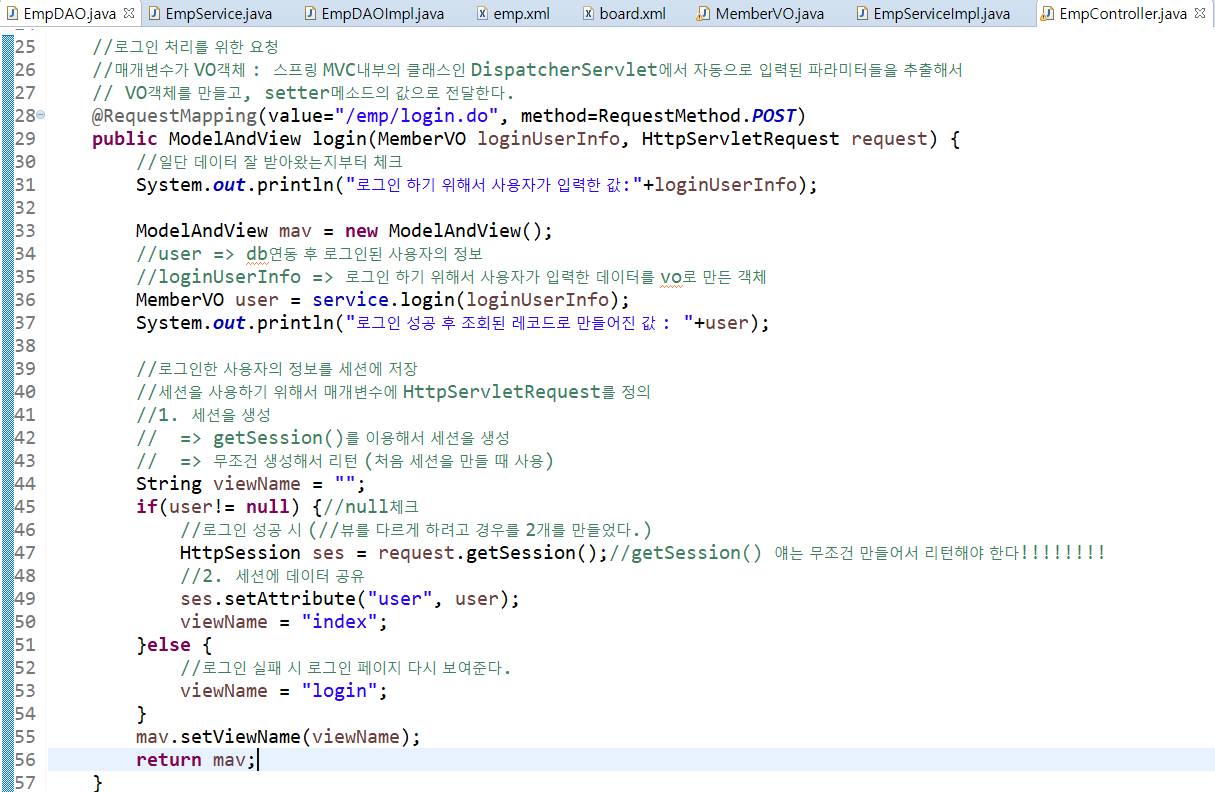 EmpDAO.java EmpService.java EmpDAOImpl.java emp.xml board.xml MemberVO.java EmpServiceImpl.java EmpController.java
25 //로그인 처리를 위한 요청
26 //매개변수가 VO객체 : 스프링 MVC내부의 클래스인 DispatcherServlet에서 자동으로 입력된 파라미터들을 추출해서
27 // VO객체를 만들고, setter메소드의 값으로 전달한다.
28 @RequestMapping(value="/emp/login.do", method=RequestMethod.POST)
29 public ModelAndView login(MemberVO loginUserInfo, HttpServletRequest request) {
30 //일단 데이터 잘 받아왔는지부터 체크
31 System.out.println("로그인 하기 위해서 사용자가 입력한 값:"+loginUserInfo);
32
33 ModelAndView mav = new ModelAndView();
34 //user => db연동 후 로그인된 사용자의 정보
35 //loginUserInfo => 로그인 하기 위해서 사용자가 입력한 데이터를 vo로 만든 객체
36 MemberVO user = service.login(loginUserInfo);
37 System.out.println("로그인 성공 후 조회된 레코드로 만들어진 값 : "+user);
38
39 //로그인한 사용자의 정보를 세션에 저장
40 //세션을 사용하기 위해서 매개변수에 HttpServletRequest를 정의
41 //1. 세션을 생성
42 // => getSession()를 이용해서 세션을 생성
43 // => 무조건 생성해서 리턴 (처음 세션을 만들 때 사용)
44 String viewName = "";
45 if(user!= null) {//null체크
46 //로그인 성공 시 (//뷰를 다르게 하려고 경우를 2개를 만들었다.)
47 HttpSession ses = request.getSession();//getSession() 얘는 무조건 만들어서 리턴해야 한다!!!!!!!!
48 //2. 세션에 데이터 공유
49 ses.setAttribute("user", user);
50 viewName = "index";
51 }else {
52 //로그인 실패 시 로그인 페이지 다시 보여준다.
53 viewName = "login";
54 }
55 mav.setViewName(viewName);
56 return mav;
57 }